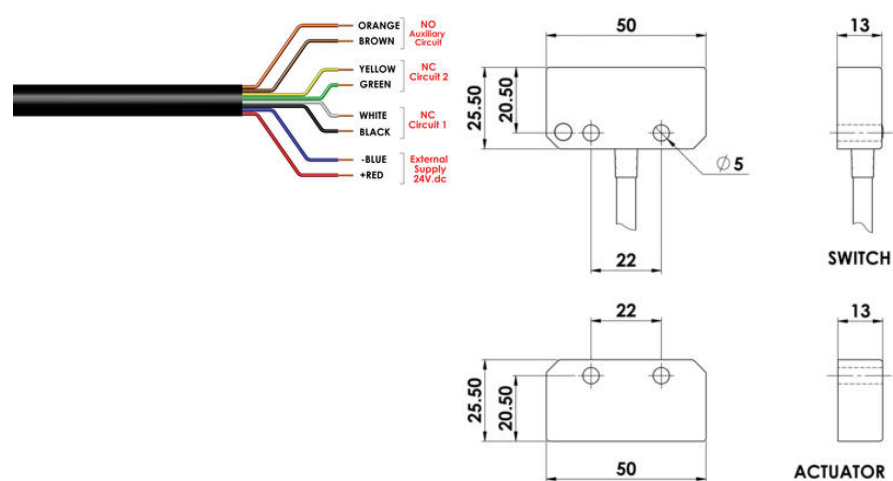 ORANGE
BROWN
NO
Auxiliary
Circuit
YELLOW
GREEN
NC
Circuit 2
WHITE
BLACK
NC
Circuit 1
-BLUE
+RED
External
Supply
24V.dc
50
13
25.50
20.50
Ø 5
22
SWITCH
22
13
25.50
20.50
50
ACTUATOR